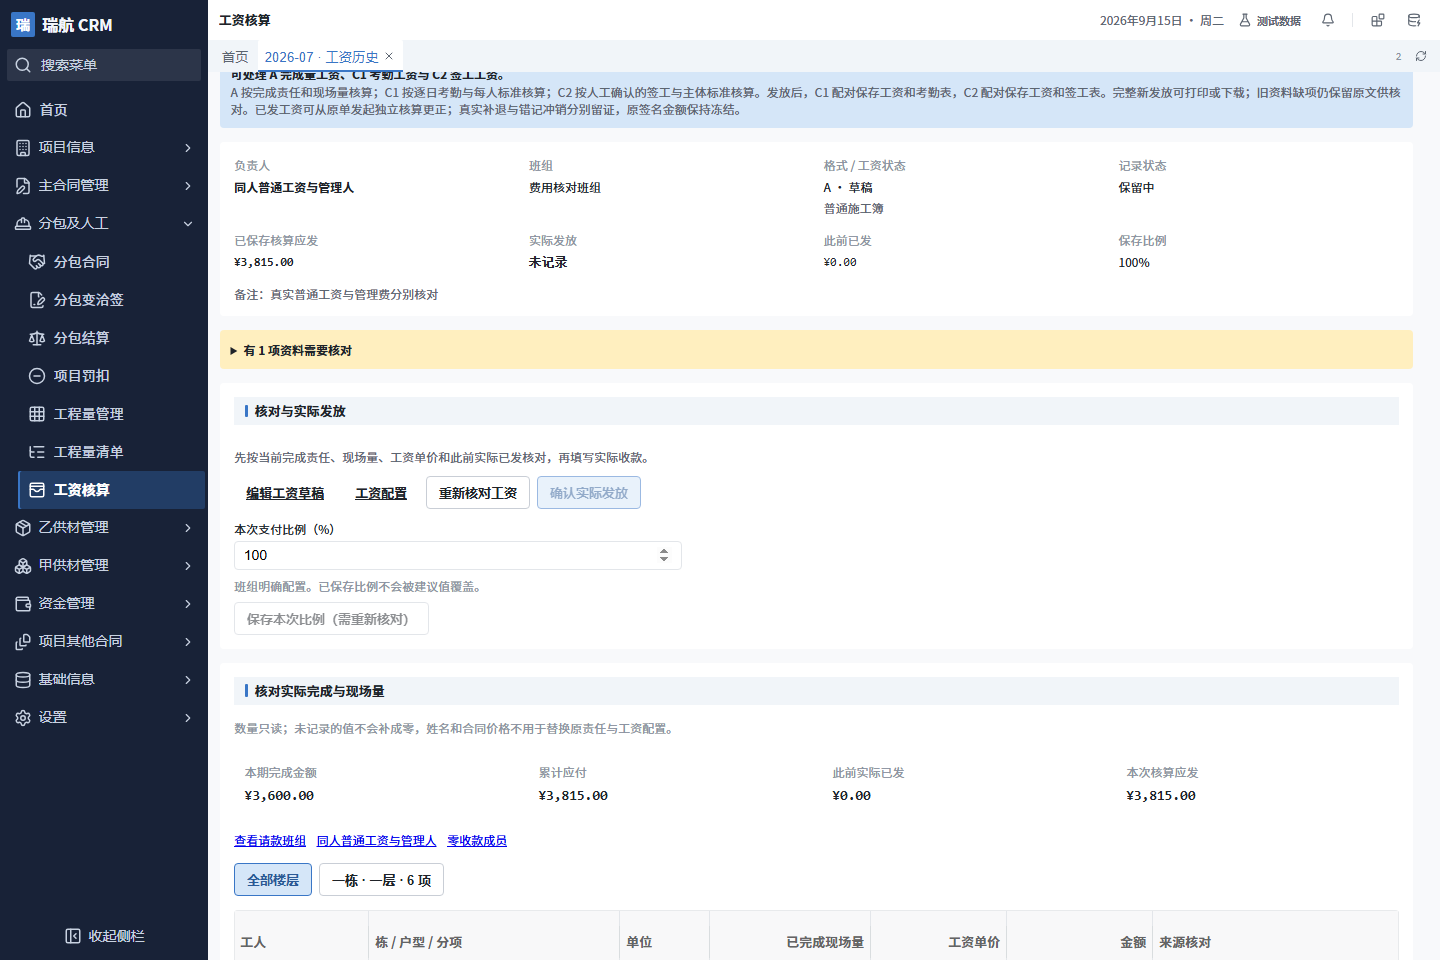 瑞 瑞航 CRM
搜索菜单
首页
项目信息
主合同管理
分包及人工
分包合同
分包变洽签
分包结算
项目罚扣
工程量管理
工程量清单
工资核算
乙供材管理
甲供材管理
资金管理
项目其他合同
基础信息
设置
收起侧栏
工资核算
2026年9月15日 · 周二 测试数据
首页 2026-07 · 工资历史 × 2
可处理 A 完成量工资、C1 考勤工资与 C2 签工工资。
A 按完成责任和现场量核算；C1 按逐日考勤与每人标准核算；C2 按人工确认的签工与主体标准核算。发放后，C1 配对保存工资和考勤表，C2 配对保存工资和签工表。完整新发放可打印或下载；旧资料缺项仍保留原文供核
对。已发工资可从原单发起独立核算更正；真实补退与错记冲销分别留证，原签名金额保持冻结。
负责人 班组 格式 / 工资状态 记录状态
同人普通工资与管理人 费用核对班组 A · 草稿 保留中
普通施工簿
已保存核算应发 实际发放 此前已发 保存比例
¥3,815.00 未记录 ¥0.00 100%
备注：真实普通工资与管理费分别核对
有 1 项资料需要核对
核对与实际发放
先按当前完成责任、现场量、工资单价和此前实际已发核对，再填写实际收款。
编辑工资草稿 工资配置 重新核对工资 确认实际发放
本次支付比例（%）
100
班组明确配置。已保存比例不会被建议值覆盖。
保存本次比例（需重新核对）
核对实际完成与现场量
数量只读；未记录的值不会补成零，姓名和合同价格不用于替换原责任与工资配置。
本期完成金额 累计应付 此前实际已发 本次核算应发
¥3,600.00 ¥3,815.00 ¥0.00 ¥3,815.00
查看请款班组 同人普通工资与管理人 零收款成员
全部楼层 一栋 · 一层 · 6 项
工人 栋 / 户型 / 分项 单位 已完成现场量 工资单价 金额 来源核对